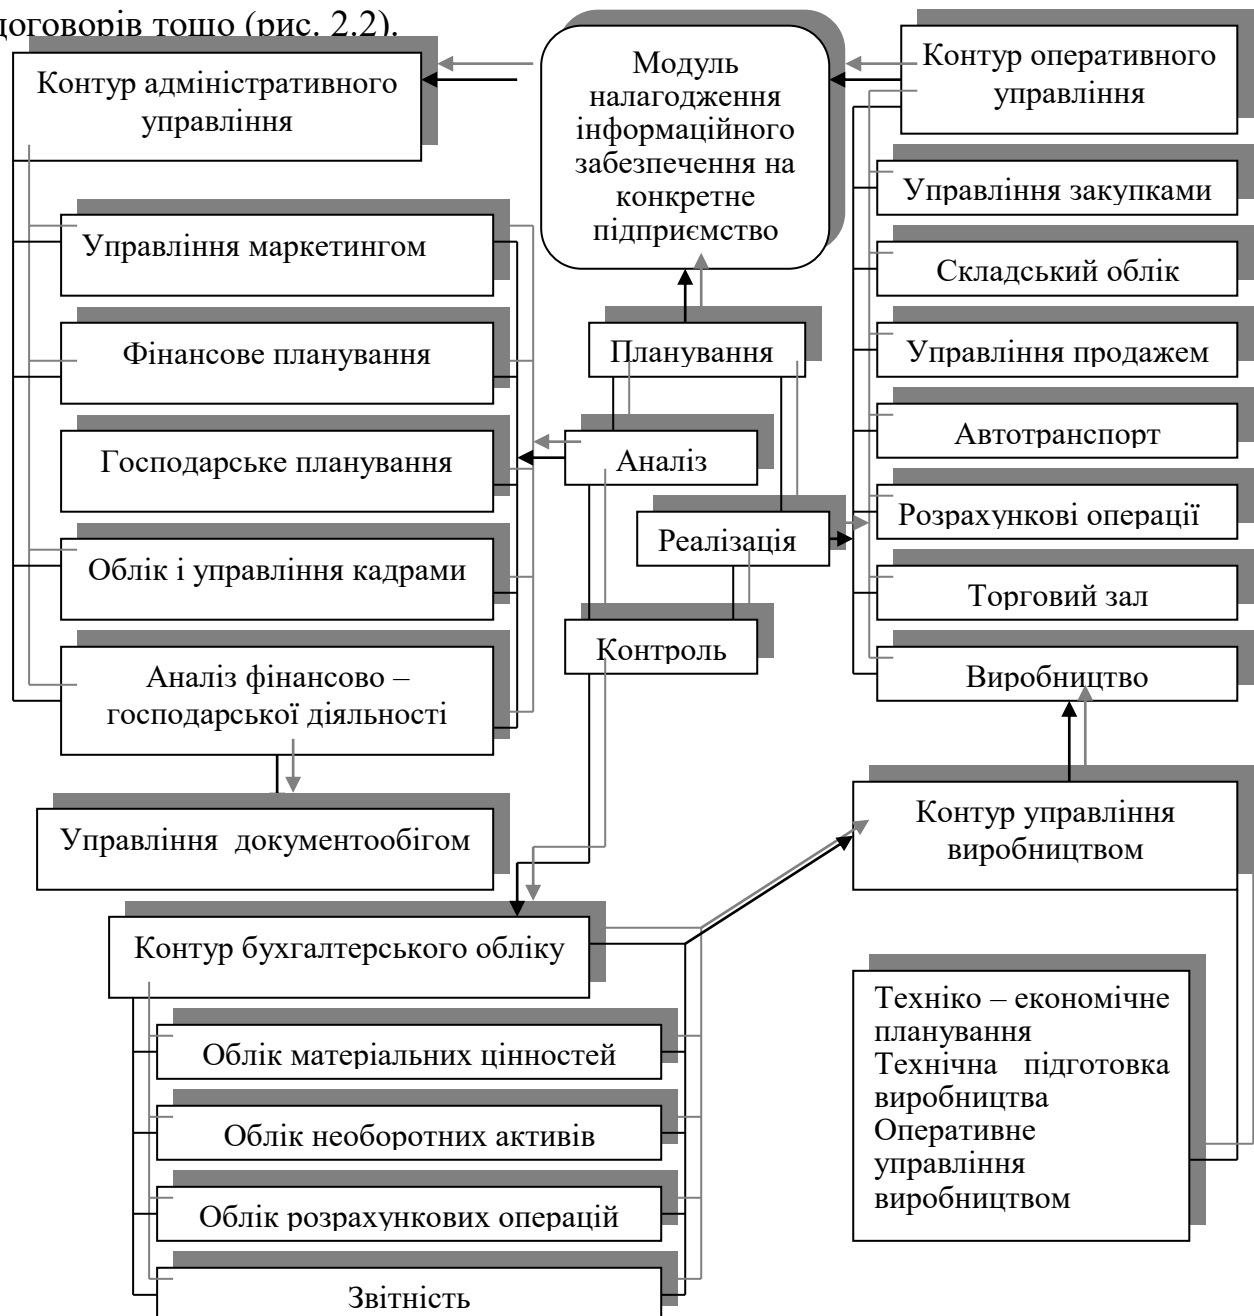 договорів тощо (рис. 2.2).
Контур адміністративного
управління
Управління маркетингом
Фінансове планування
Господарське планування
Облік і управління кадрами
Аналіз фінансово –
господарської діяльності
Управління документообігом
Модуль
налагодження
інформаційного
забезпечення на
конкретне
підприємство
Планування
Аналіз
Реалізація
Контроль
Контур оперативного
управління
Управління закупками
Складський облік
Управління продажем
Автотранспорт
Розрахункові операції
Торговий зал
Виробництво
Контур управління
виробництвом
Техніко – економічне
планування
Технічна підготовка
виробництва
Оперативне
управління
виробництвом
Контур бухгалтерського обліку
Облік матеріальних цінностей
Облік необоротних активів
Облік розрахункових операцій
Звітність